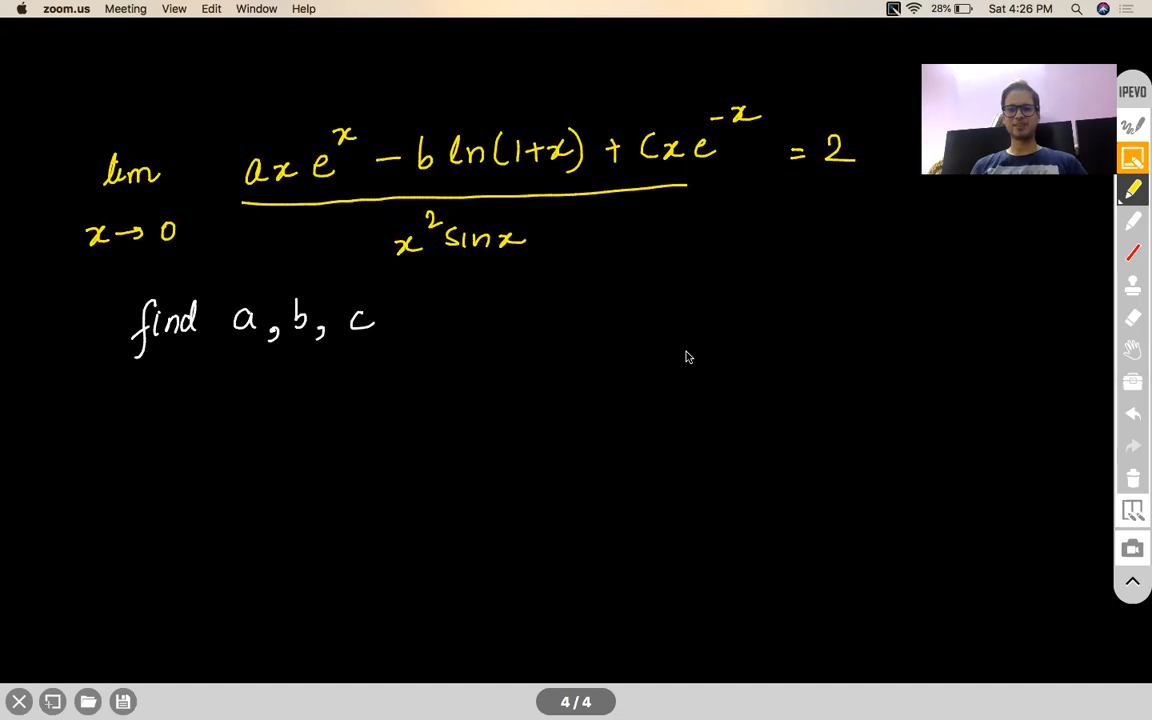 zoom.us Meeting View Edit Window Help 28% Sat 4:26 PM
IPEVO
lim x→0 (axe^x − b ln(1+x) + cxe^-x) / (x^2 sinx) = 2
find a, b, c
4 / 4